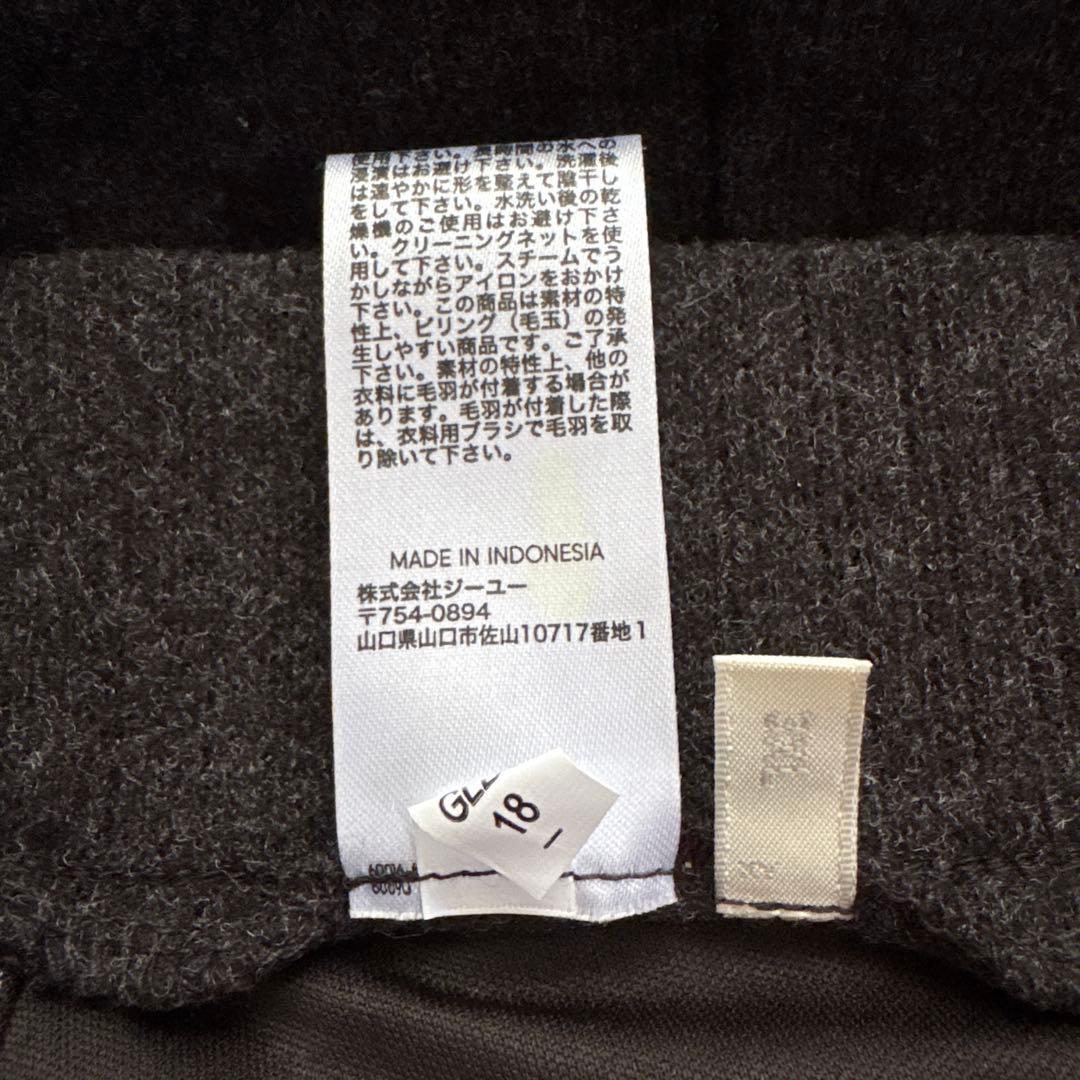 使用下さい。長時間の水への
浸漬はお避け下さい。洗濯後
は速やかに形を整えて陰干し
をして下さい。水洗い後の乾
燥機のご使用はお避け下さ
い。クリーニングネットを使
用して下さい。スチームでう
かしながらアイロンをおかけ
下さい。この商品は素材の特
性上、ピリング（毛玉）の発
生しやすい商品です。ご了承
下さい。素材の特性上、他の
衣料に毛羽が付着する場合が
あります。毛羽が付着した際
は、衣料用ブラシで毛羽を取
り除いて下さい。
MADE IN INDONESIA
株式会社ジーユー
〒754-0894
山口県山口市佐山10717番地1
18